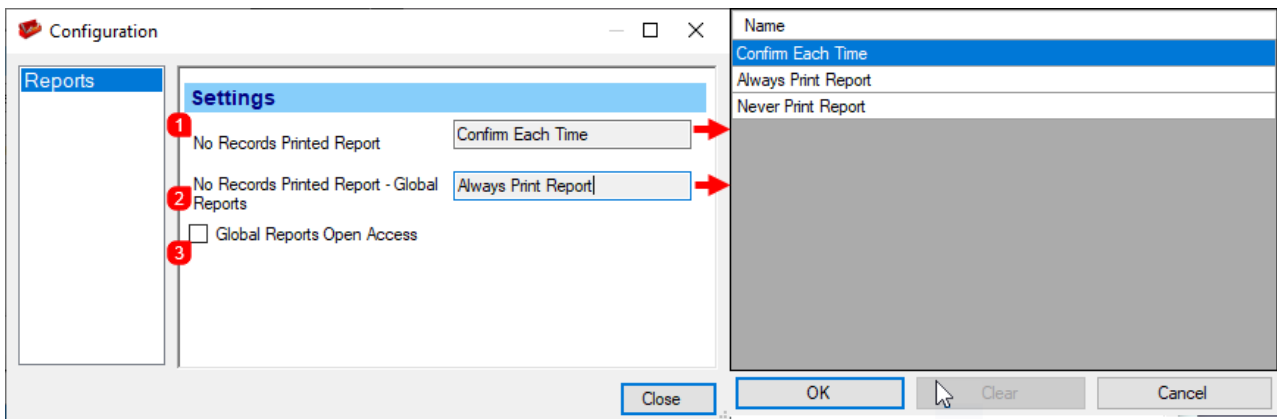 Configuration
Reports
Settings
1
No Records Printed Report
Confirm Each Time
2
No Records Printed Report - Global
Reports
Always Print Report
Global Reports Open Access
3
Close
Name
Confirm Each Time
Always Print Report
Never Print Report
OK
Clear
Cancel